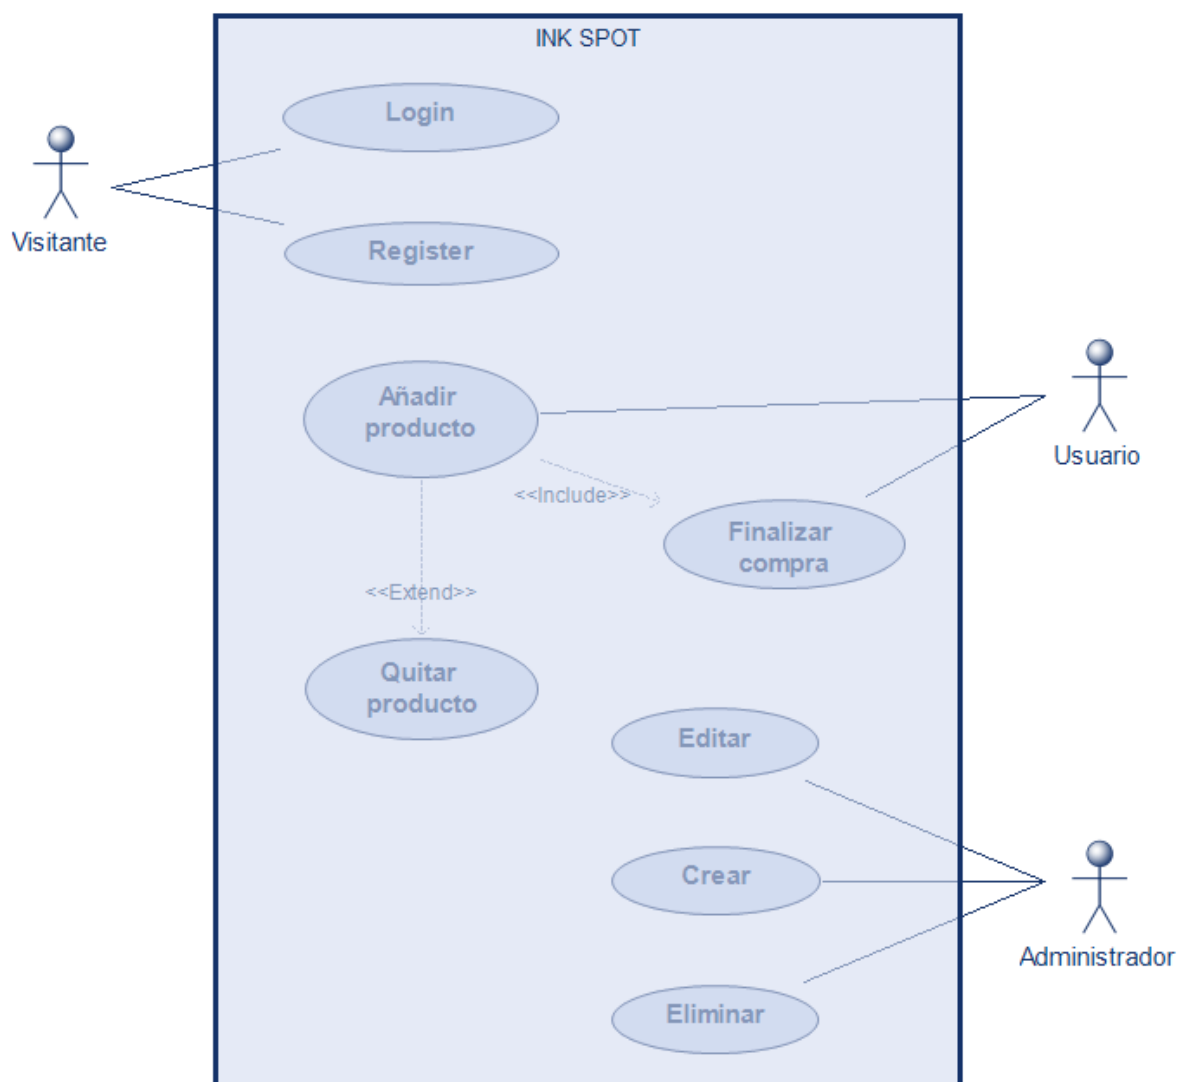 INK SPOT
Login
Visitante
Register
Añadir
producto
Usuario
<<Include>>
Finalizar
compra
<<Extend>>
Quitar
producto
Editar
Crear
Administrador
Eliminar